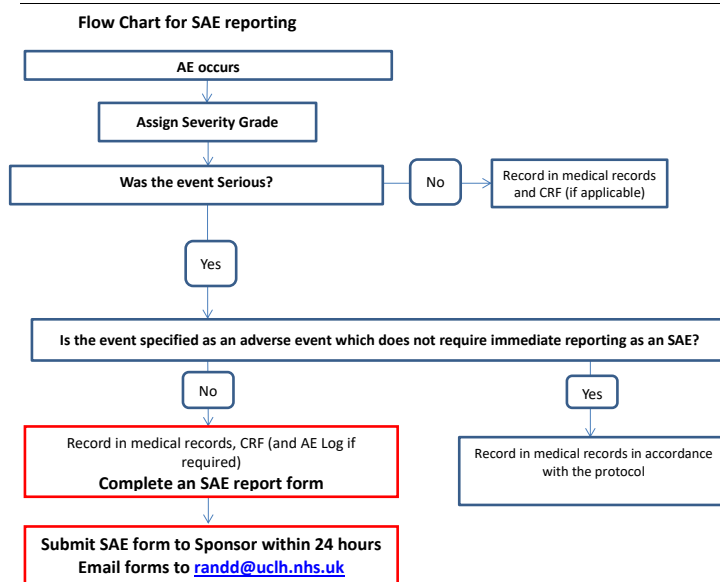 Flow Chart for SAE reporting
AE occurs
Assign Severity Grade
Was the event Serious?
No
Record in medical records
and CRF (if applicable)
Yes
Is the event specified as an adverse event which does not require immediate reporting as an SAE?
No
Yes
Record in medical records, CRF (and AE Log if
required)
Complete an SAE report form
Record in medical records in accordance
with the protocol
Submit SAE form to Sponsor within 24 hours
Email forms to randd@uclh.nhs.uk